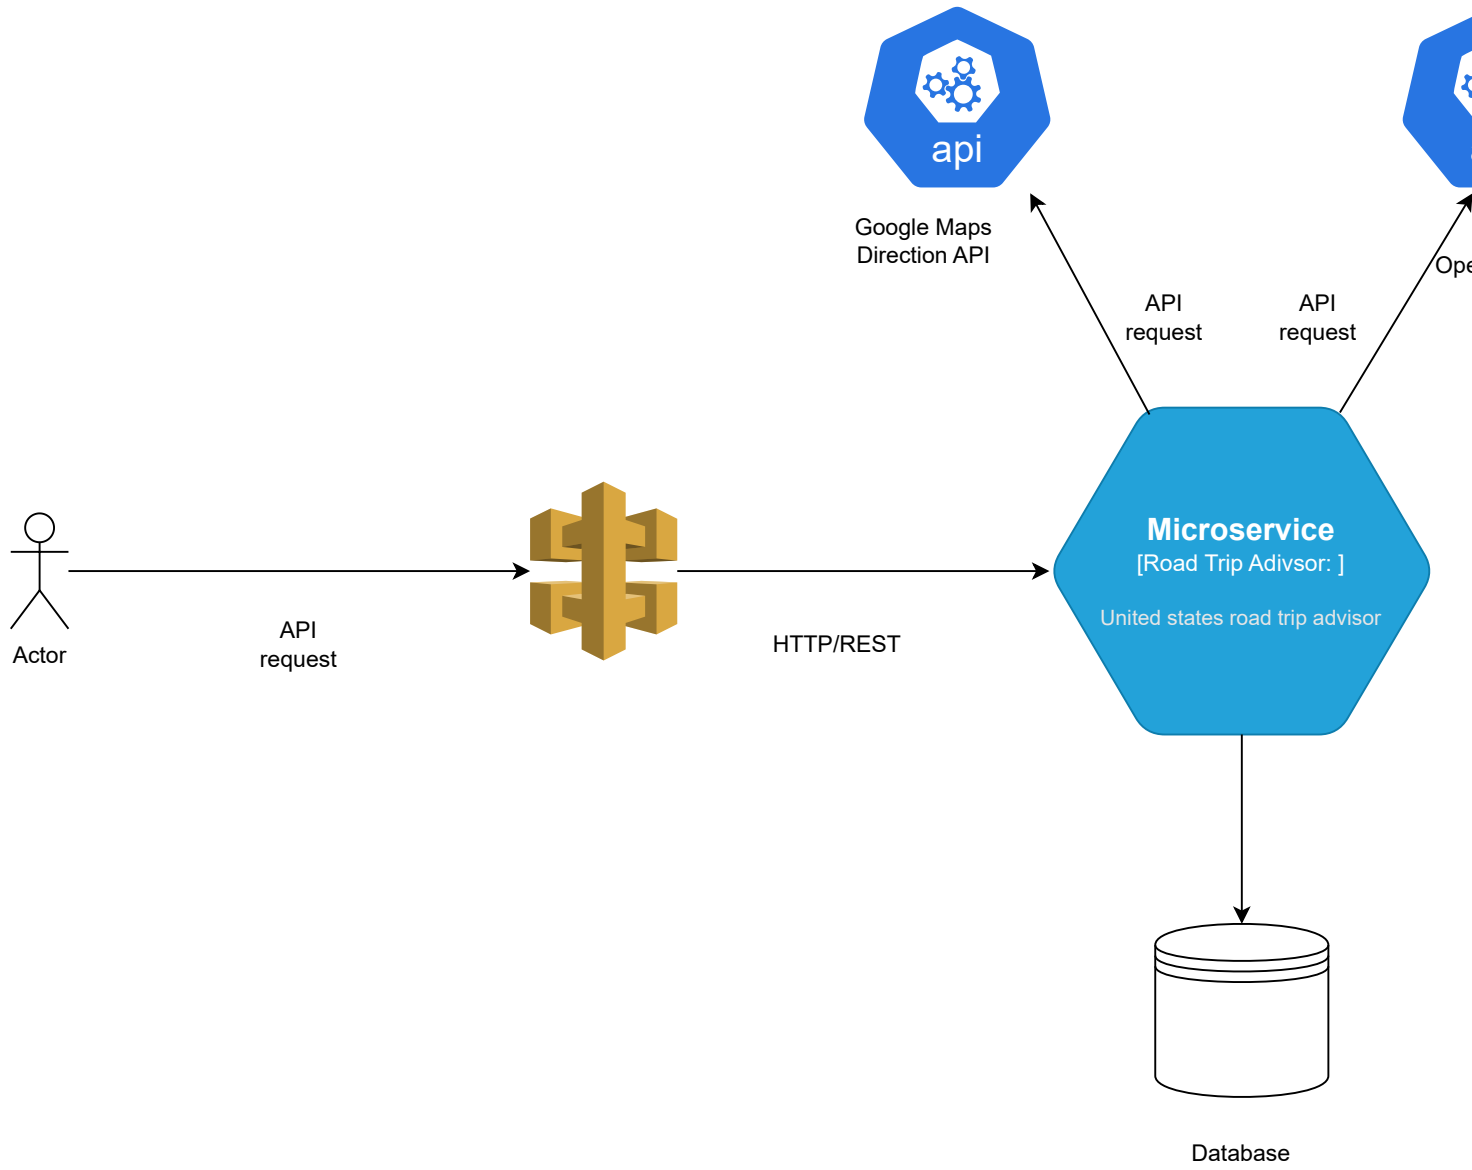 api
Google Maps
Direction API
API
request
API
request
Microservice
[Road Trip Adivsor: ]
United states road trip advisor
Actor
API
request
HTTP/REST
Database